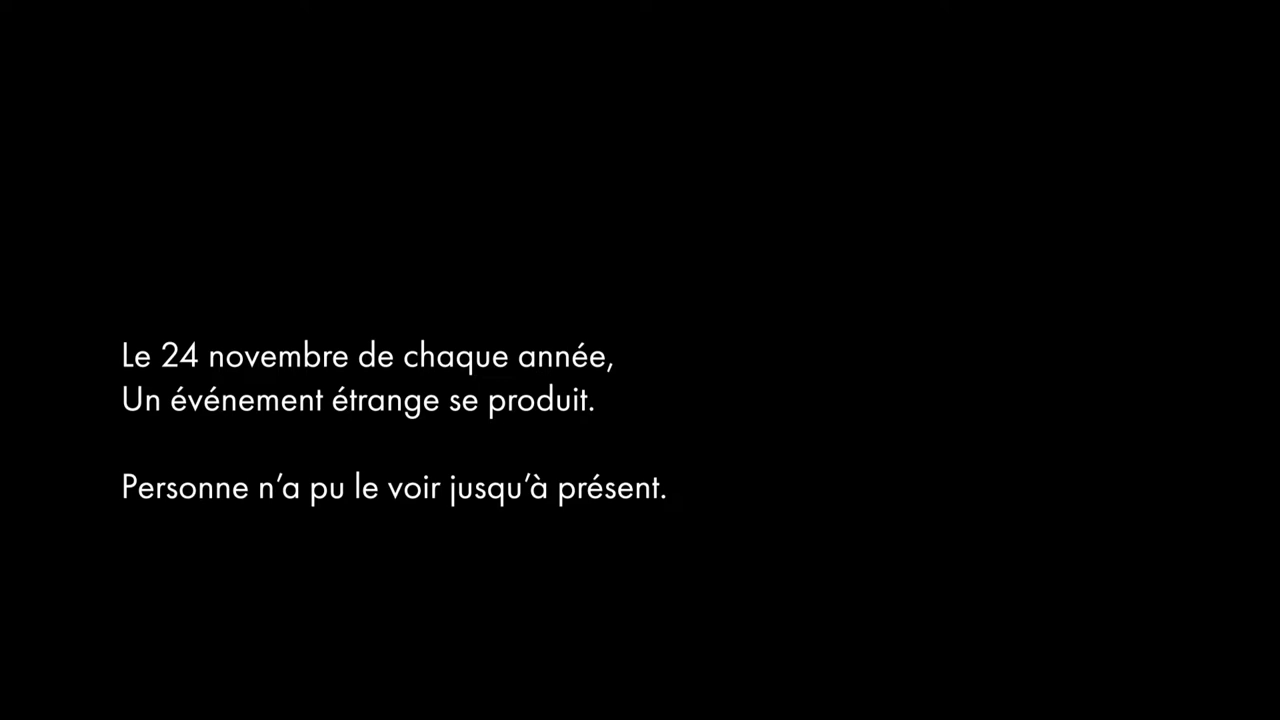 Le 24 novembre de chaque année,
Un événement étrange se produit.
Personne n’a pu le voir jusqu’à présent.